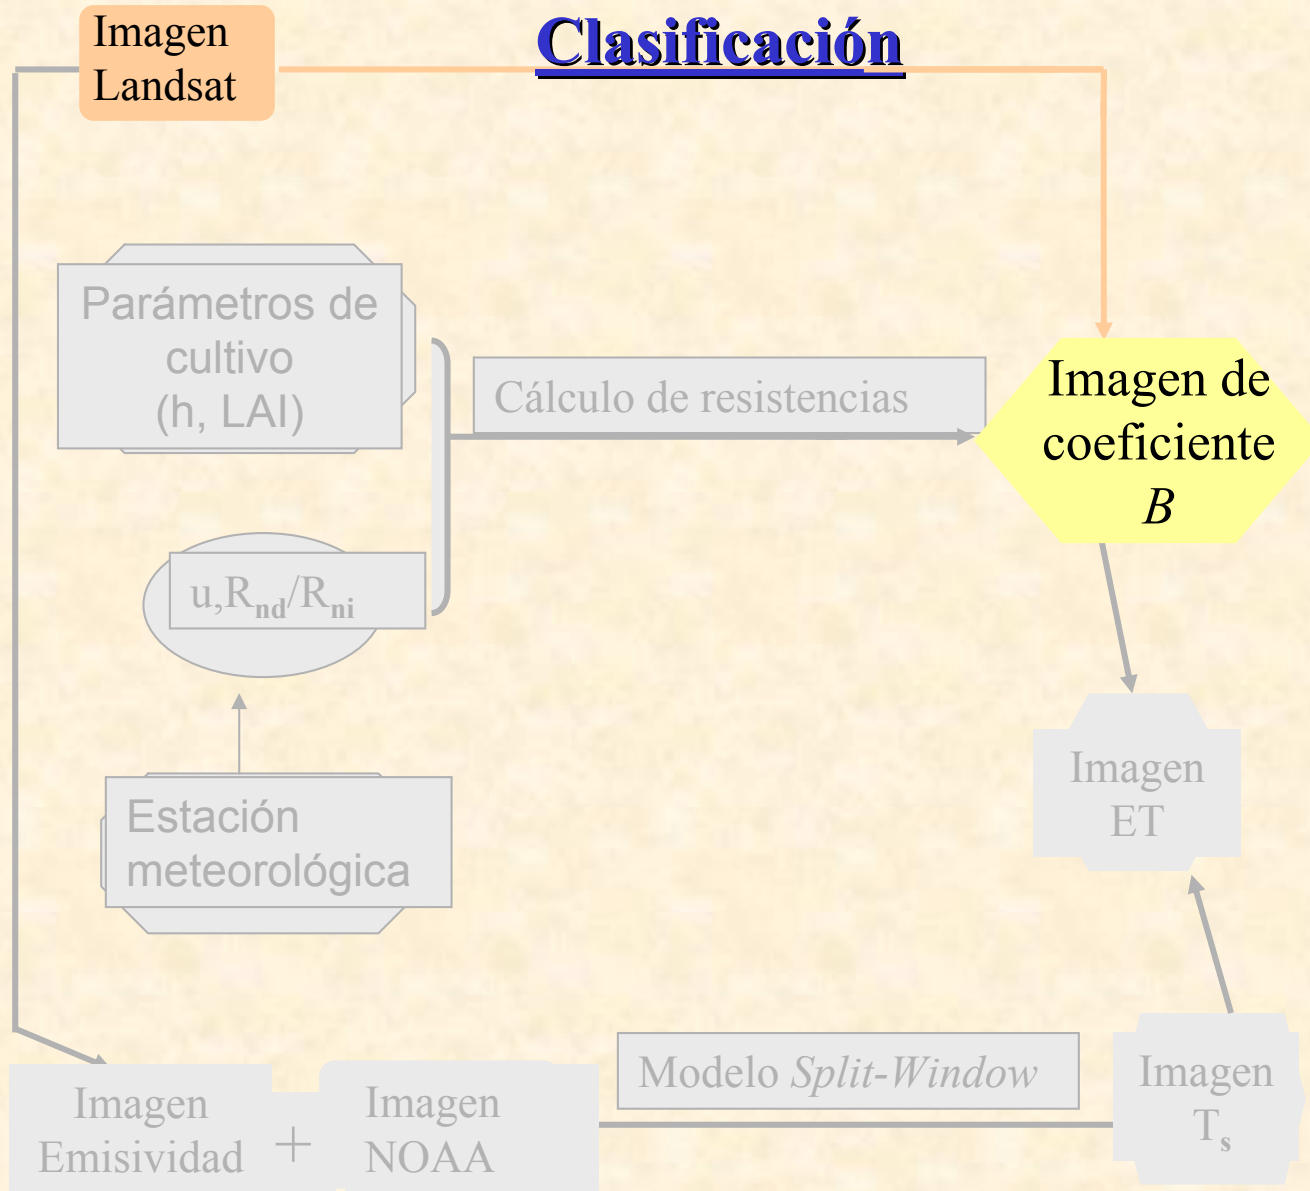 Imagen
Landsat
Clasificación
Parámetros de
cultivo
(h, LAI)
Cálculo de resistencias
Imagen de
coeficiente
B
u,Rnd/Rni
Estación
meteorológica
Imagen
ET
Modelo Split-Window
Imagen
Ts
Imagen
Emisividad
+
Imagen
NOAA